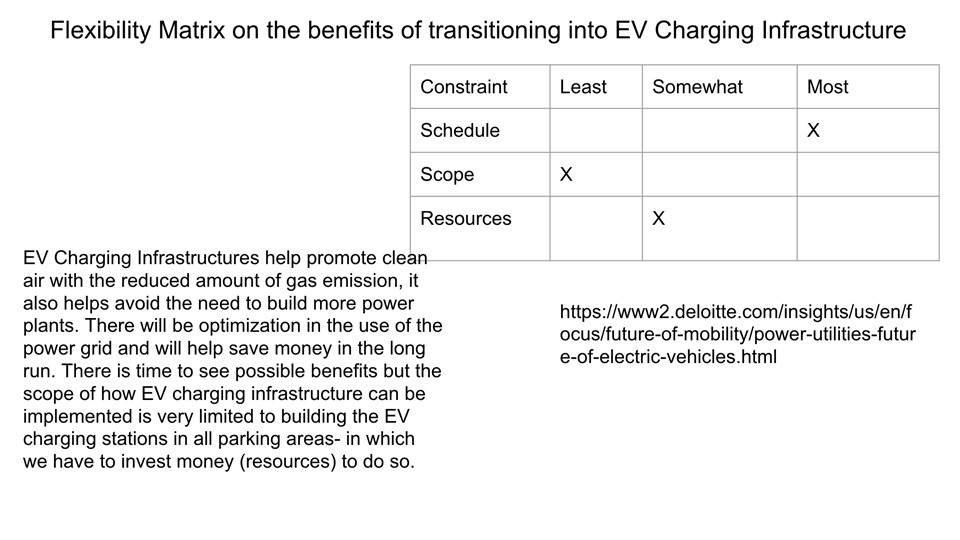 Flexibility Matrix on the benefits of transitioning into EV Charging Infrastructure
Constraint Least Somewhat Most
Schedule X
Scope X
Resources X
EV Charging Infrastructures help promote clean
air with the reduced amount of gas emission, it
also helps avoid the need to build more power
plants. There will be optimization in the use of the
power grid and will help save money in the long
run. There is time to see possible benefits but the
scope of how EV charging infrastructure can be
implemented is very limited to building the EV
charging stations in all parking areas- in which
we have to invest money (resources) to do so.
https://www2.deloitte.com/insights/us/en/f
ocus/future-of-mobility/power-utilities-futur
e-of-electric-vehicles.html